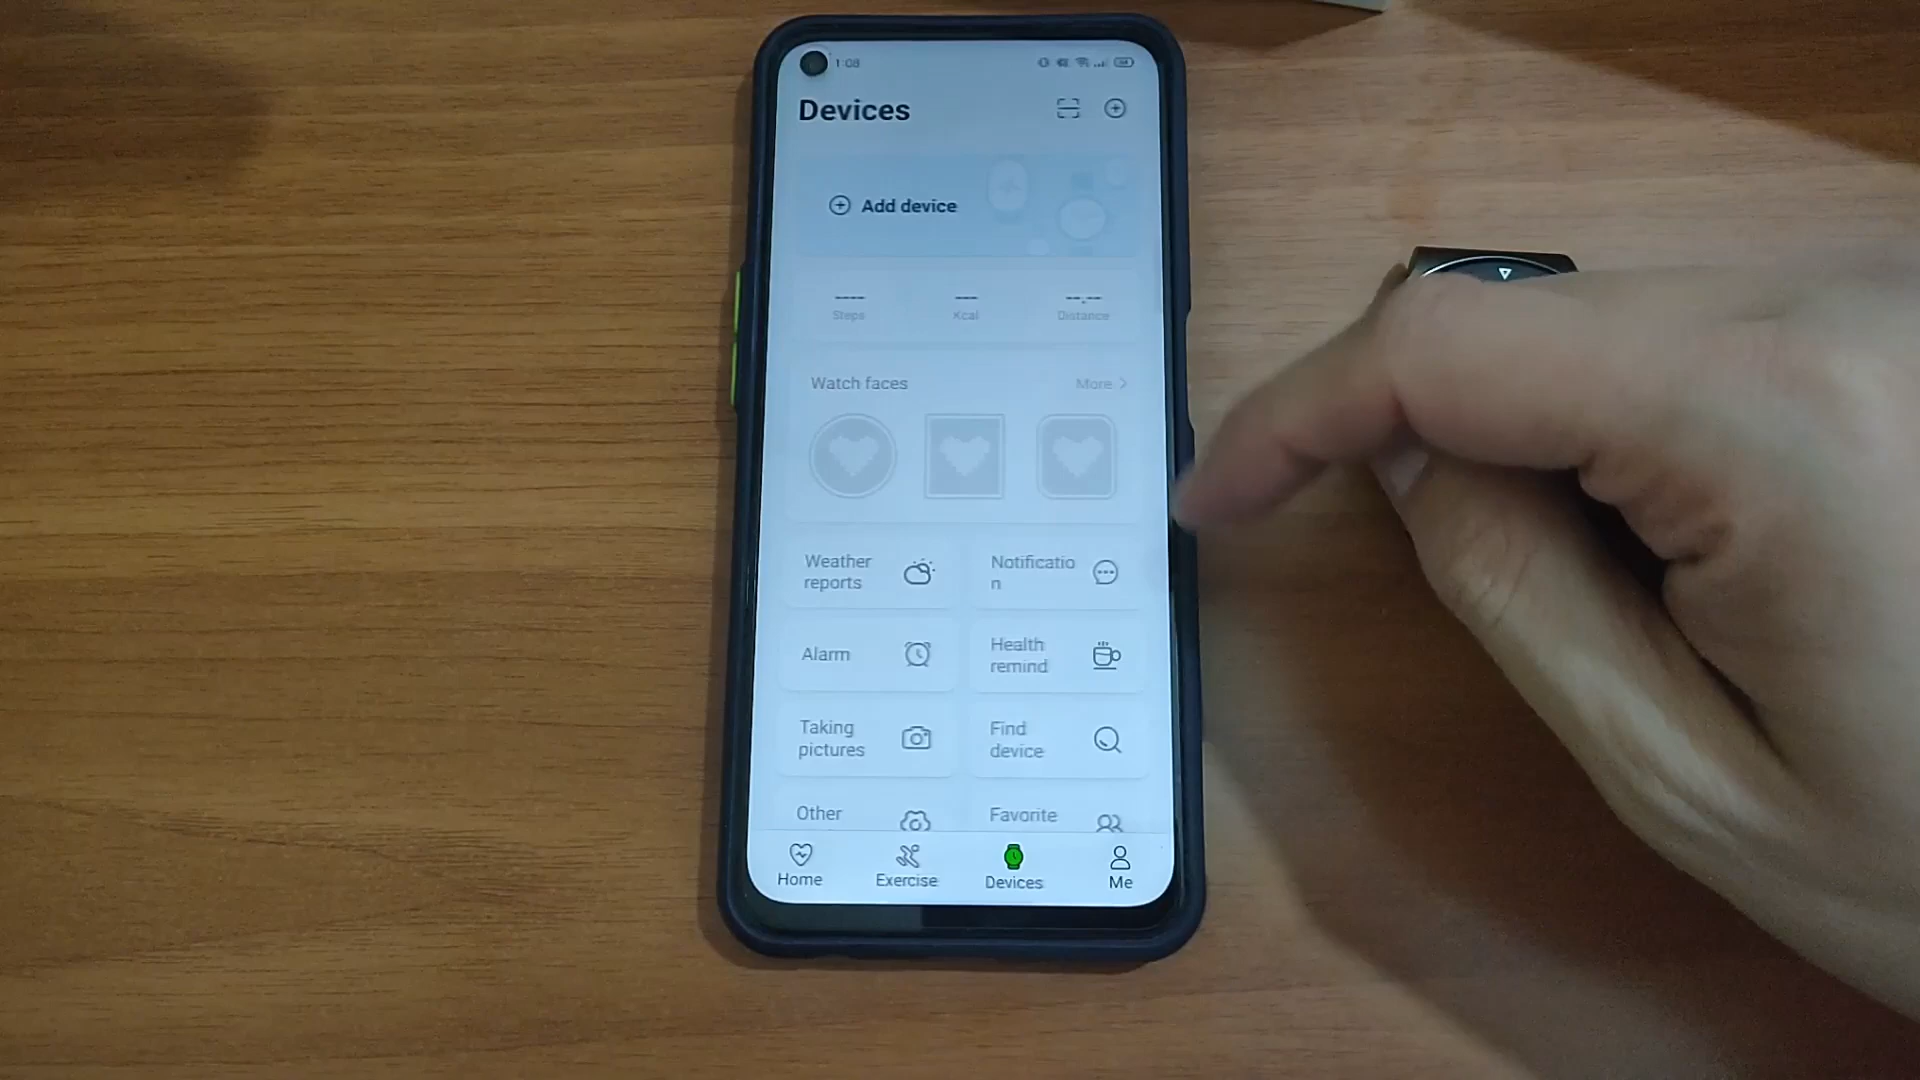 1:08
Devices
Add device
Steps
Kcal
Distance
Watch faces
More >
Weather
reports
Notificatio
n
Alarm
Health
remind
Taking
pictures
Find
device
Other
Favorite
Home
Exercise
Devices
Me